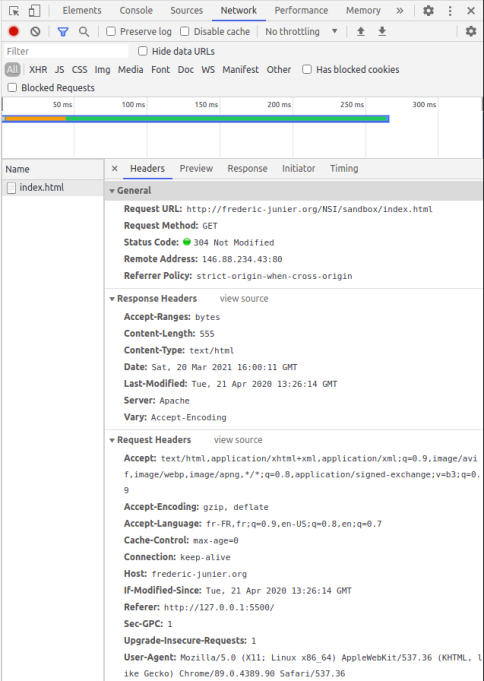 Elements Console Sources Network Performance Memory »
Preserve log Disable cache No throttling
Filter Hide data URLs
All XHR JS CSS Img Media Font Doc WS Manifest Other Has blocked cookies
Blocked Requests
50 ms 100 ms 150 ms 200 ms 250 ms 300 ms
Name × Headers Preview Response Initiator Timing
index.html
General
Request URL: http://frederic-junier.org/NSI/sandbox/index.html
Request Method: GET
Status Code: 304 Not Modified
Remote Address: 146.88.234.43:80
Referrer Policy: strict-origin-when-cross-origin
Response Headers view source
Accept-Ranges: bytes
Content-Length: 555
Content-Type: text/html
Date: Sat, 20 Mar 2021 16:00:11 GMT
Last-Modified: Tue, 21 Apr 2020 13:26:14 GMT
Server: Apache
Vary: Accept-Encoding
Request Headers view source
Accept: text/html,application/xhtml+xml,application/xml;q=0.9,image/avi
f,image/webp,image/apng,*/*;q=0.8,application/signed-exchange;v=b3;q=0.
9
Accept-Encoding: gzip, deflate
Accept-Language: fr-FR,fr;q=0.9,en-US;q=0.8,en;q=0.7
Cache-Control: max-age=0
Connection: keep-alive
Host: frederic-junier.org
If-Modified-Since: Tue, 21 Apr 2020 13:26:14 GMT
Referer: http://127.0.0.1:5500/
Sec-GPC: 1
Upgrade-Insecure-Requests: 1
User-Agent: Mozilla/5.0 (X11; Linux x86_64) AppleWebKit/537.36 (KHTML, l
ike Gecko) Chrome/89.0.4389.90 Safari/537.36